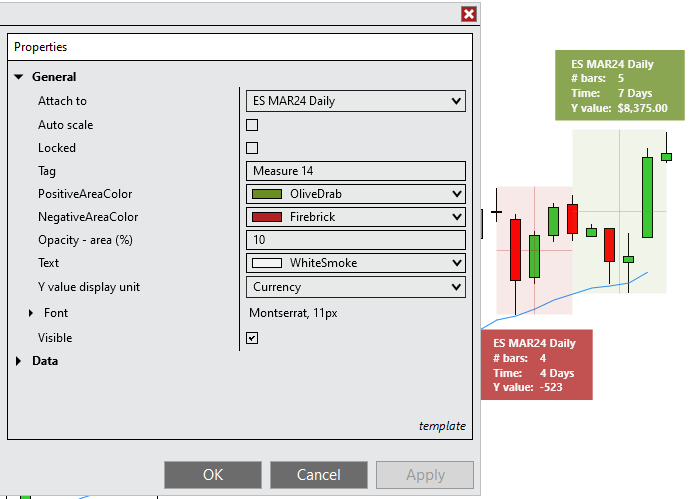 Properties
General
Attach to ES MAR24 Daily
Auto scale
Locked
Tag Measure 14
PositiveAreaColor OliveDrab
NegativeAreaColor Firebrick
Opacity - area (%) 10
Text WhiteSmoke
Y value display unit Currency
Font Montserrat, 11px
Visible
Data
template
OK Cancel Apply
ES MAR24 Daily
# bars: 5
Time: 7 Days
Y value: $8,375.00
ES MAR24 Daily
# bars: 4
Time: 4 Days
Y value: -523